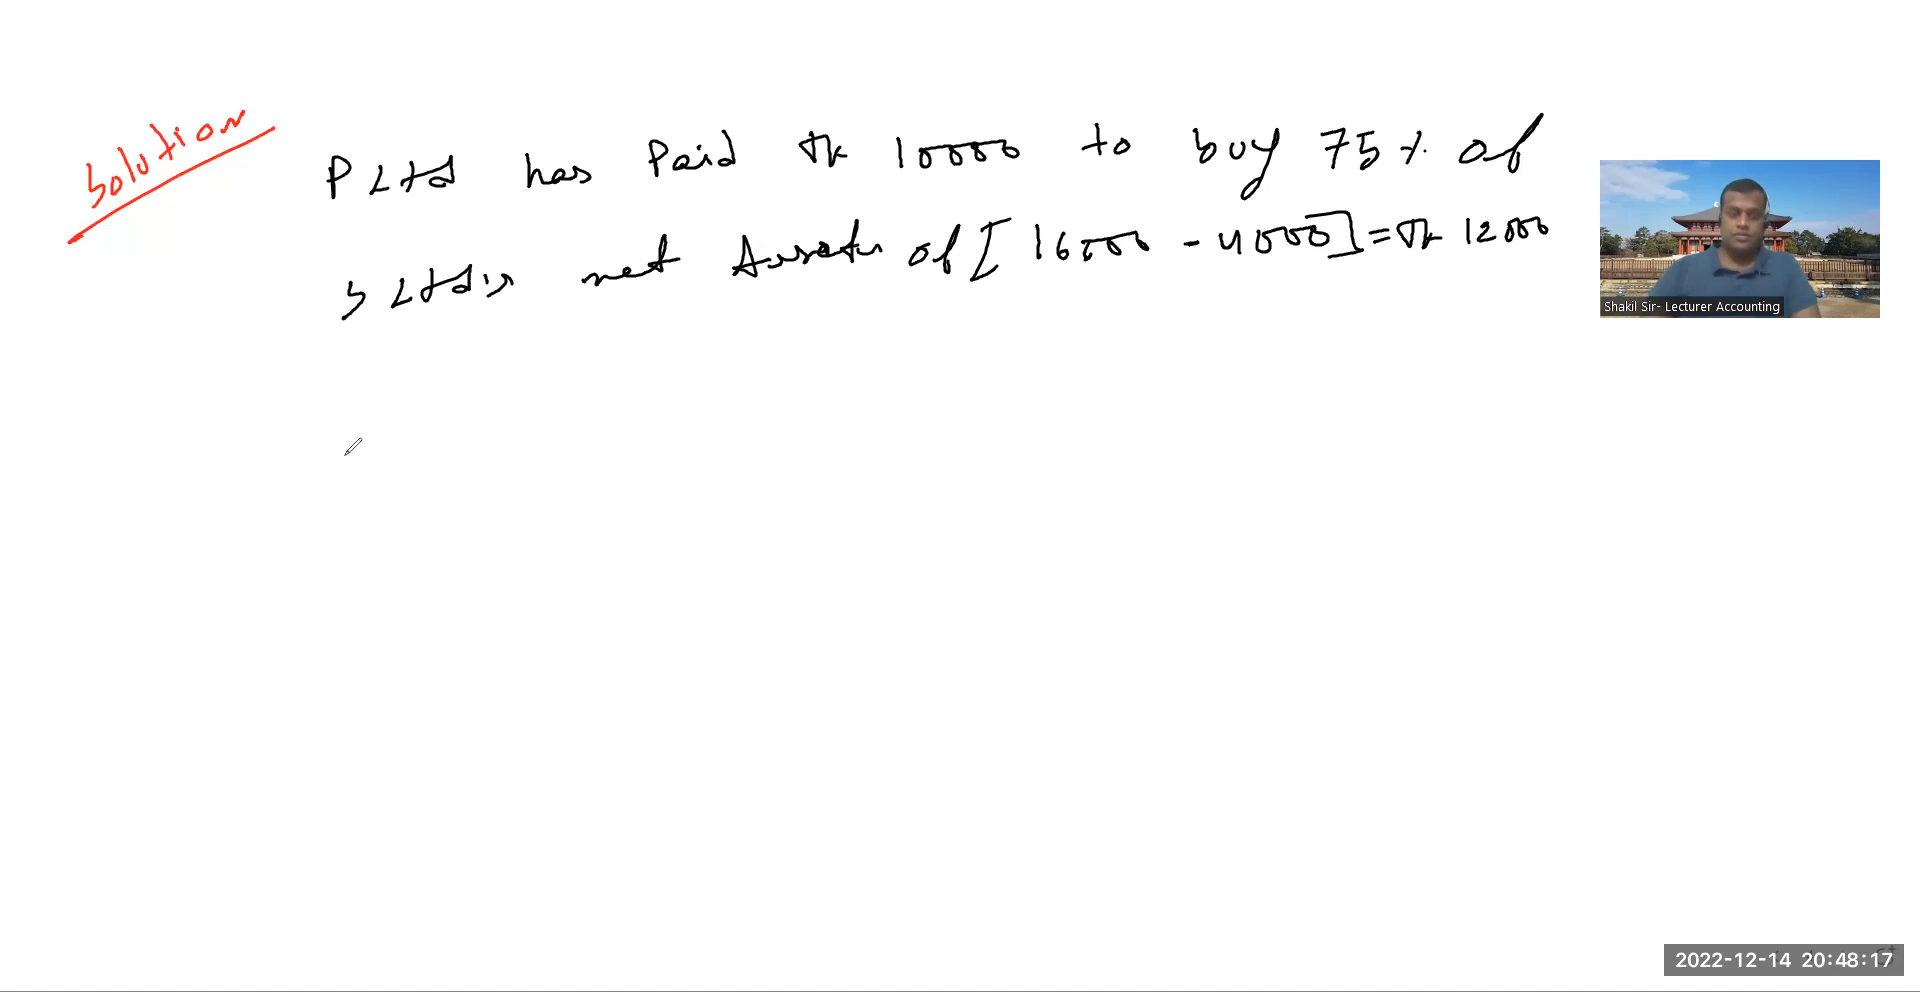 Solution
P Ltd has Paid Tk 10000 to buy 75% of
S Ltd's net Assets of [16000 - 4000] = Tk 12000
Shakil Sir- Lecturer Accounting
2022-12-14 20:48:17